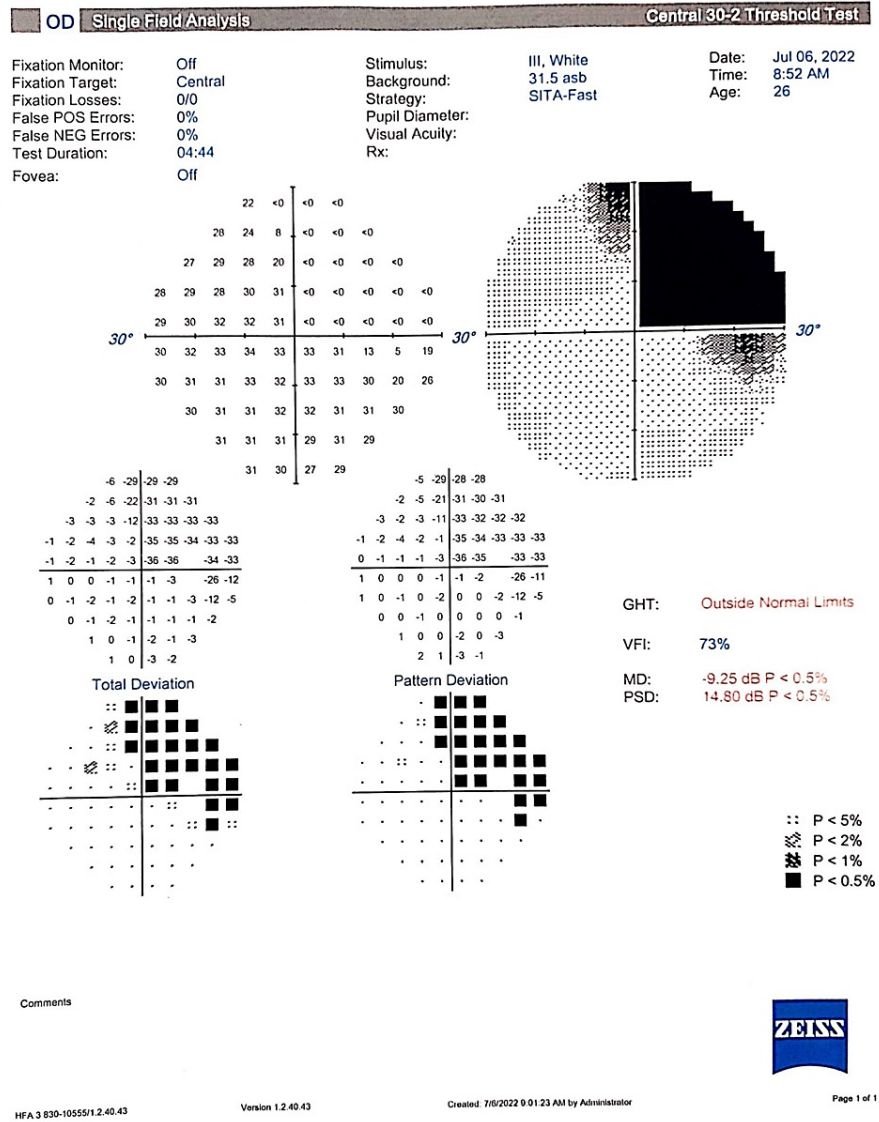 OD Single Field Analysis Central 30-2 Threshold Test
Fixation Monitor: Off Stimulus: III, White Date: Jul 06, 2022
Fixation Target: Central Background: 31.5 asb Time: 8:52 AM
Fixation Losses: 0/0 Strategy: SITA-Fast Age: 26
False POS Errors: 0% Pupil Diameter:
False NEG Errors: 0% Visual Acuity:
Test Duration: 04:44 Rx:
Fovea: Off
22 <0 <0 <0
28 24 8 <0 <0 <0
27 29 28 20 <0 <0 <0 <0
28 29 28 30 31 <0 <0 <0 <0 <0
29 30 32 32 31 <0 <0 <0 <0 <0
30° 30° 30°
30 32 33 34 33 33 31 13 5 19
30 31 31 33 32 33 33 30 20 26
30 31 31 32 32 31 31 30
31 31 31 29 31 29
31 30 27 29
-6 -29 -29 -29 -5 -29 -28 -28
-2 -6 -22 -31 -31 -31 -2 -5 -21 -31 -30 -31
-3 -3 -3 -12 -33 -33 -33 -33 -3 -2 -3 -11 -33 -32 -32 -32
-1 -2 -4 -3 -2 -35 -35 -34 -33 -33 -1 -2 -4 -2 -1 -35 -34 -33 -33 -33
-1 -2 -1 -2 -3 -36 -36 -34 -33 0 -1 -1 -1 -3 -36 -35 -33 -33
1 0 0 -1 -1 -1 -3 -26 -12 1 0 0 0 -1 -1 -2 -26 -11
0 -1 -2 -1 -2 -1 -1 -3 -12 -5 1 0 -1 0 -2 0 0 -2 -12 -5
0 -1 -2 -1 -1 -1 -1 -2 0 0 -1 0 0 0 0 -1
1 0 -1 -2 -1 -3 1 0 0 -2 0 -3
1 0 -3 -2 2 1 -3 -1
Total Deviation Pattern Deviation
GHT: Outside Normal Limits
VFI: 73%
MD: -9.25 dB P < 0.5%
PSD: 14.80 dB P < 0.5%
P < 5%
P < 2%
P < 1%
P < 0.5%
Comments
ZEISS
HFA 3 830-10555/1.2.40.43 Version 1.2.40.43 Created: 7/6/2022 9:01:23 AM by Administrator Page 1 of 1